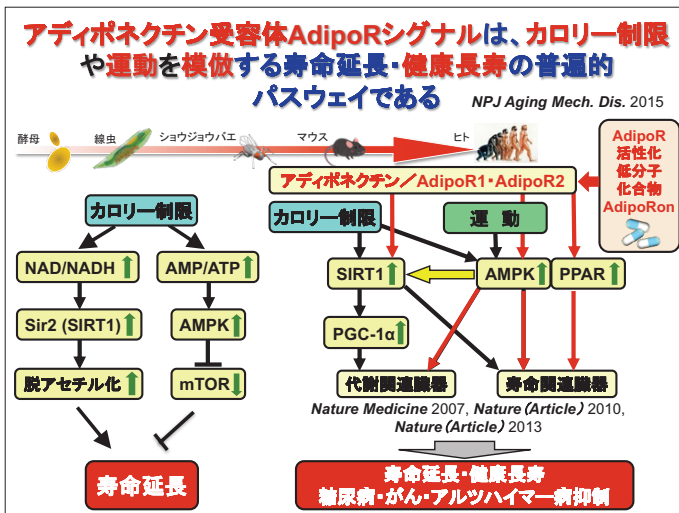 アディポネクチン受容体AdipoRシグナルは、カロリー制限
や運動を模倣する寿命延長・健康長寿の普遍的
パスウェイである
NPJ Aging Mech. Dis. 2015
酵母
線虫
ショウジョウバエ
マウス
ヒト
AdipoR
活性化
低分子
化合物
AdipoRon
アディポネクチン／AdipoR1・AdipoR2
カロリー制限
カロリー制限
運 動
NAD/NADH
AMP/ATP
SIRT1
AMPK
PPAR
Sir2 (SIRT1)
AMPK
PGC-1α
脱アセチル化
mTOR
代謝関連臓器
寿命関連臓器
Nature Medicine 2007, Nature（Article） 2010,
Nature（Article） 2013
寿命延長
寿命延長・健康長寿
糖尿病・がん・アルツハイマー病抑制